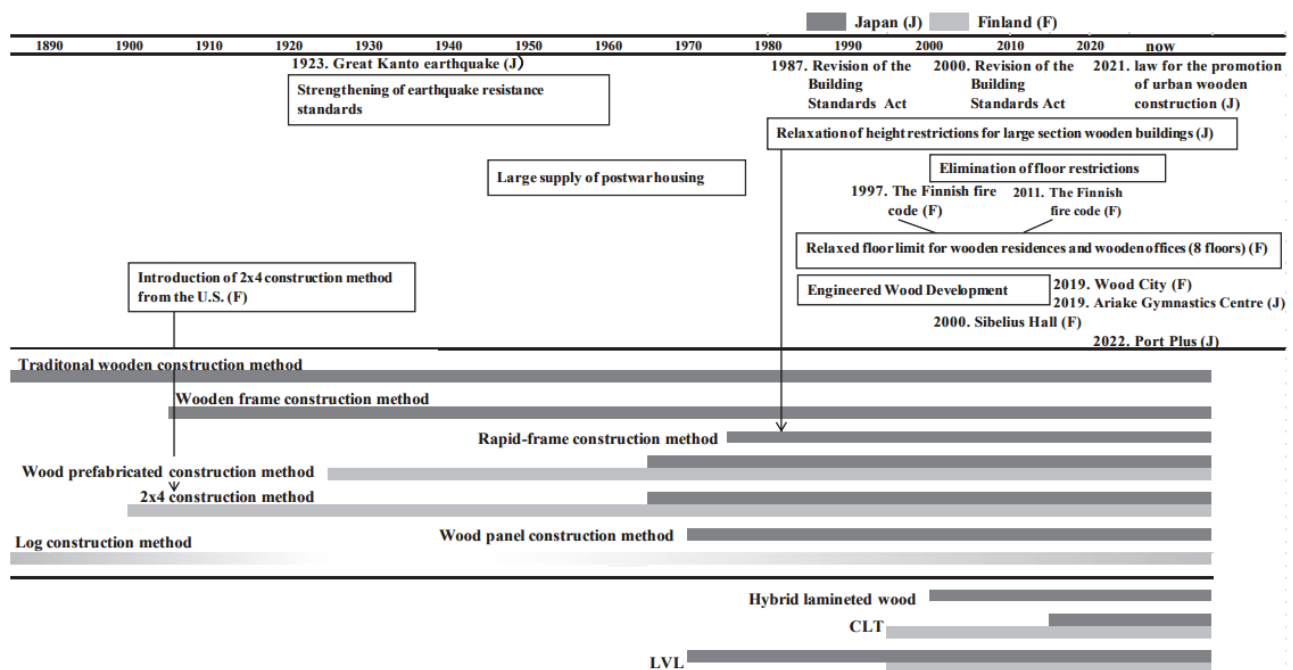 Japan (J) Finland (F)
1890 1900 1910 1920 1930 1940 1950 1960 1970 1980 1990 2000 2010 2020 now
1923. Great Kanto earthquake (J)
Strengthening of earthquake resistance
standards
1987. Revision of the
Building
Standards Act
2000. Revision of the
Building
Standards Act
2021. law for the promotion
of urban wooden
construction (J)
Relaxation of height restrictions for large section wooden buildings (J)
Large supply of postwar housing
Elimination of floor restrictions
1997. The Finnish fire
code (F)
2011. The Finnish
fire code (F)
Relaxed floor limit for wooden residences and wooden offices (8 floors) (F)
Introduction of 2x4 construction method
from the U.S. (F)
Engineered Wood Development
2019. Wood City (F)
2019. Ariake Gymnastics Centre (J)
2000. Sibelius Hall (F)
2022. Port Plus (J)
Traditonal wooden construction method
Wooden frame construction method
Rapid-frame construction method
Wood prefabricated construction method
2x4 construction method
Wood panel construction method
Log construction method
Hybrid lamineted wood
CLT
LVL